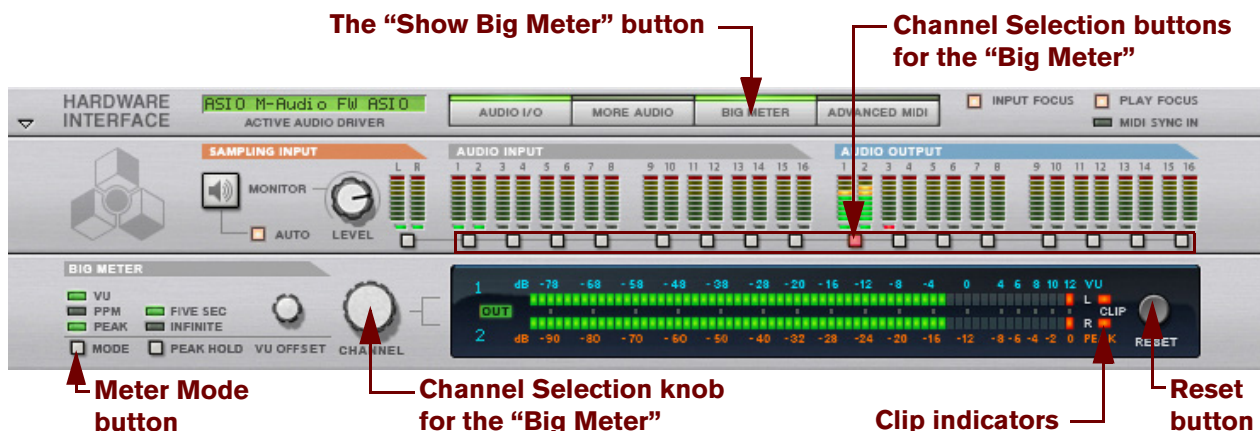 The “Show Big Meter” button
Channel Selection buttons
for the “Big Meter”
HARDWARE
INTERFACE
ASIO M-Audio FW ASIO
ACTIVE AUDIO DRIVER
AUDIO I/O
MORE AUDIO
BIG METER
ADVANCED MIDI
INPUT FOCUS
PLAY FOCUS
MIDI SYNC IN
SAMPLING INPUT
L R
MONITOR
AUTO
LEVEL
AUDIO INPUT
1 2 3 4 5 6 7 8 9 10 11 12 13 14 15 16
AUDIO OUTPUT
1 2 3 4 5 6 7 8 9 10 11 12 13 14 15 16
BIG METER
VU
PPM
PEAK
FIVE SEC
INFINITE
MODE
PEAK HOLD
VU OFFSET
CHANNEL
1 dB -78 -68 -58 -48 -38 -28 -20 -16 -12 -8 -4 0 4 6 8 10 12 VU
OUT
L
CLIP
R
2 dB -90 -80 -70 -60 -50 -40 -32 -28 -24 -20 -16 -12 -8 -6 -4 -2 0 PEAK
RESET
Meter Mode
button
Channel Selection knob
for the “Big Meter”
Clip indicators
Reset
button